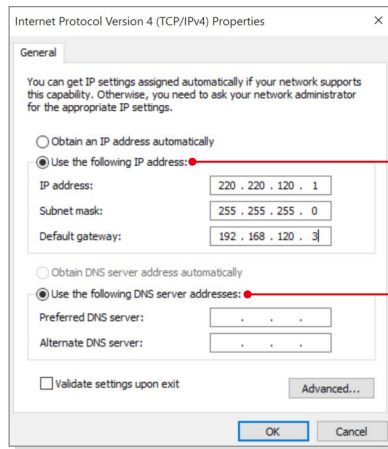 Internet Protocol Version 4 (TCP/IPv4) Properties
General
You can get IP settings assigned automatically if your network supports
this capability. Otherwise, you need to ask your network administrator
for the appropriate IP settings.
Obtain an IP address automatically
Use the following IP address:
IP address: 220 . 220 . 120 . 1
Subnet mask: 255 . 255 . 255 . 0
Default gateway: 192 . 168 . 120 . 3
Obtain DNS server address automatically
Use the following DNS server addresses:
Preferred DNS server: . . .
Alternate DNS server: . . .
Validate settings upon exit
Advanced...
OK Cancel